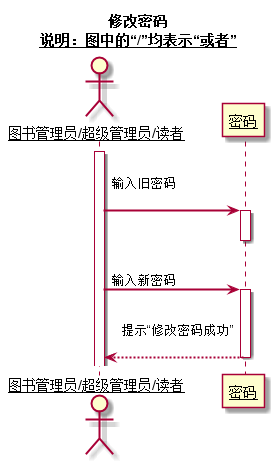 修改密码
说明：图中的“/”均表示“或者”
图书管理员/超级管理员/读者
密码
输入旧密码
输入新密码
提示“修改密码成功”
图书管理员/超级管理员/读者
密码